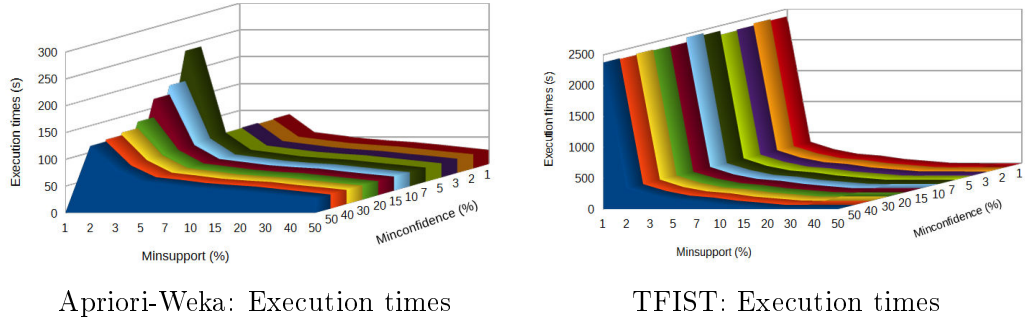 300
250
200
150
100
50
0
Execution times (s)
1 2 3 5 7 10 15 20 30 40 50
Minsupport (%)
50 40 30 20 15 10 7 5 3 2 1
Minconfidence (%)
Apriori-Weka: Execution times
2500
2000
1500
1000
500
0
Execution times (s)
1 2 3 5 7 10 15 20 30 40 50
Minsupport (%)
50 40 30 20 15 10 7 5 3 2 1
Minconfidence (%)
TFIST: Execution times